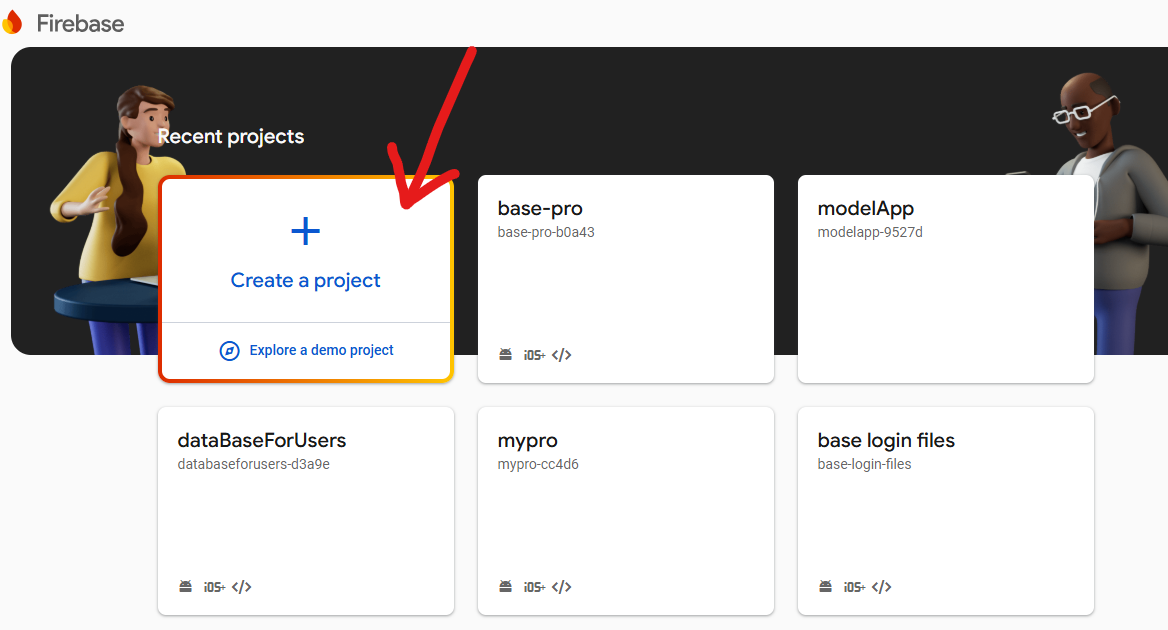 Firebase
Recent projects
Create a project
Explore a demo project
base-pro
base-pro-b0a43
iOS+
modelApp
modelapp-9527d
dataBaseForUsers
databaseforusers-d3a9e
iOS+
mypro
mypro-cc4d6
iOS+
base login files
base-login-files
iOS+